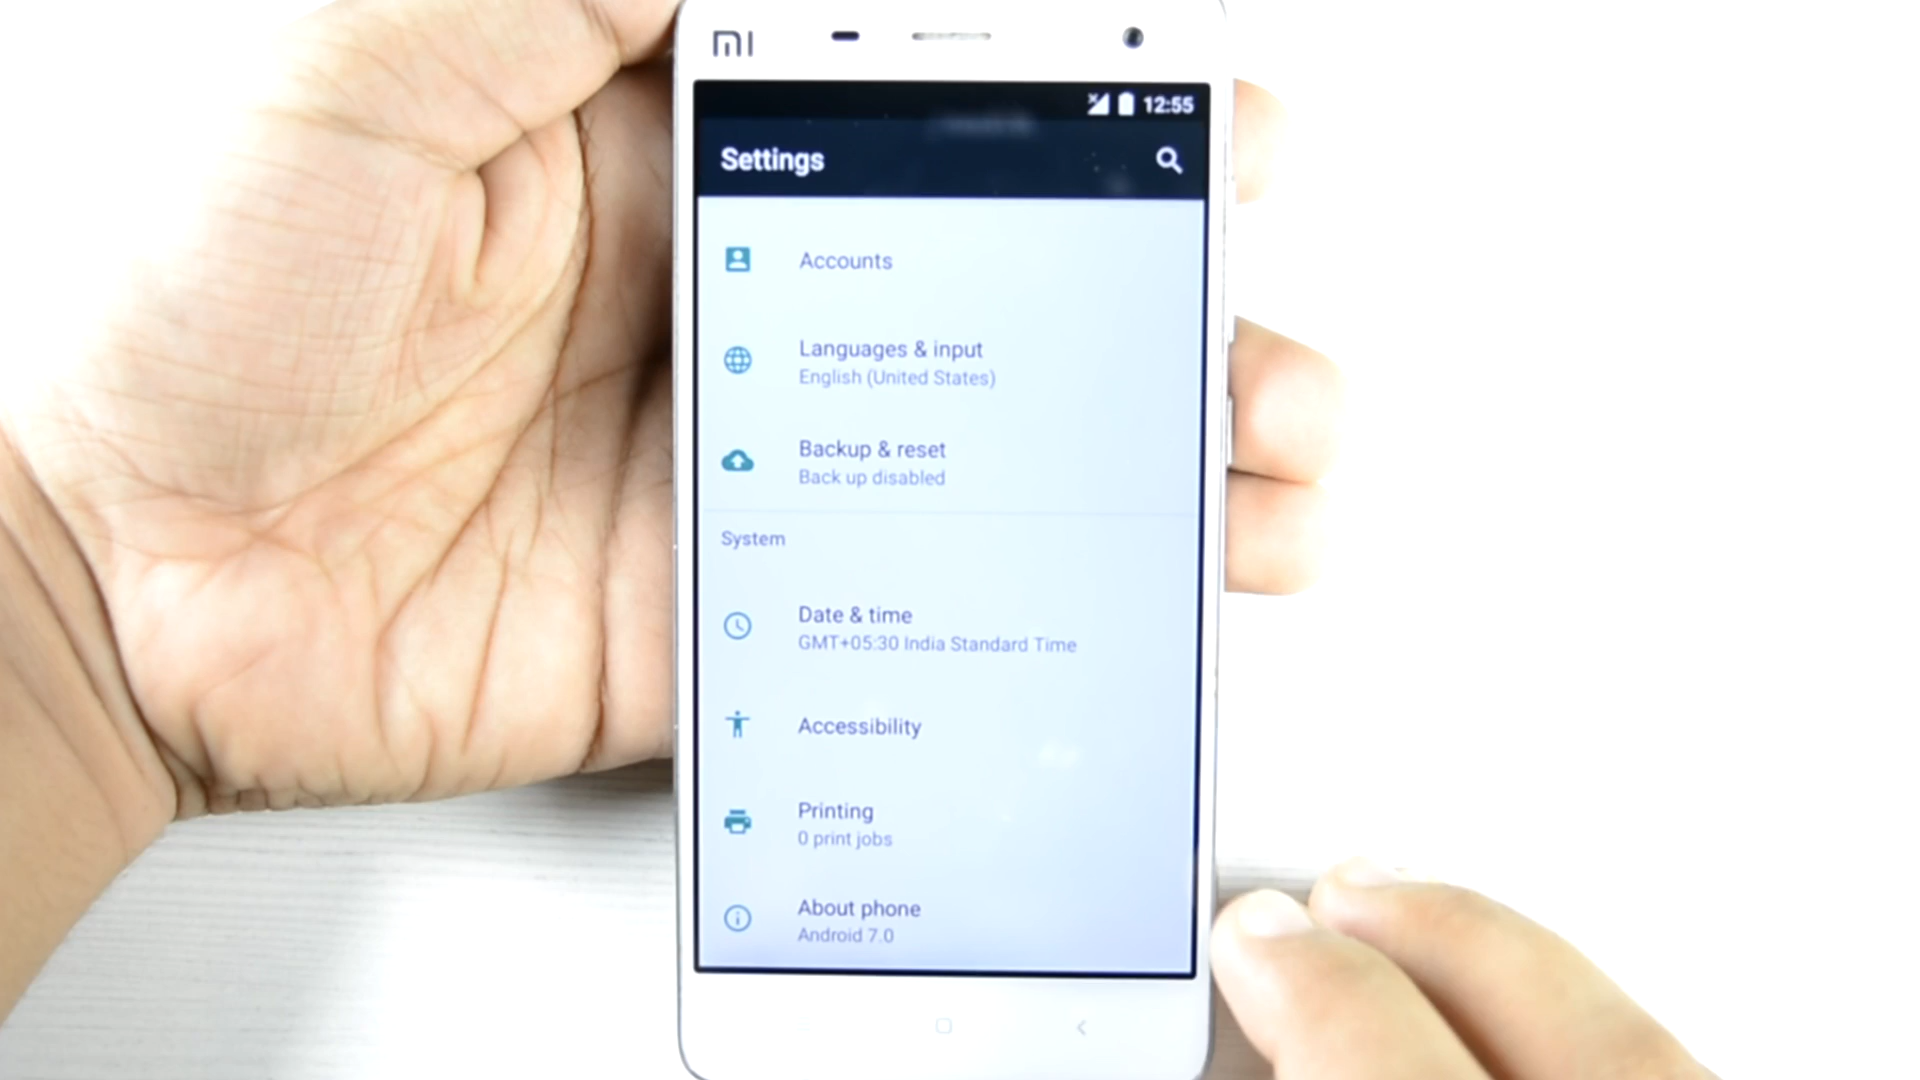 MI
12:55
Settings
Accounts
Languages & input
English (United States)
Backup & reset
Back up disabled
System
Date & time
GMT+05:30 India Standard Time
Accessibility
Printing
0 print jobs
About phone
Android 7.0